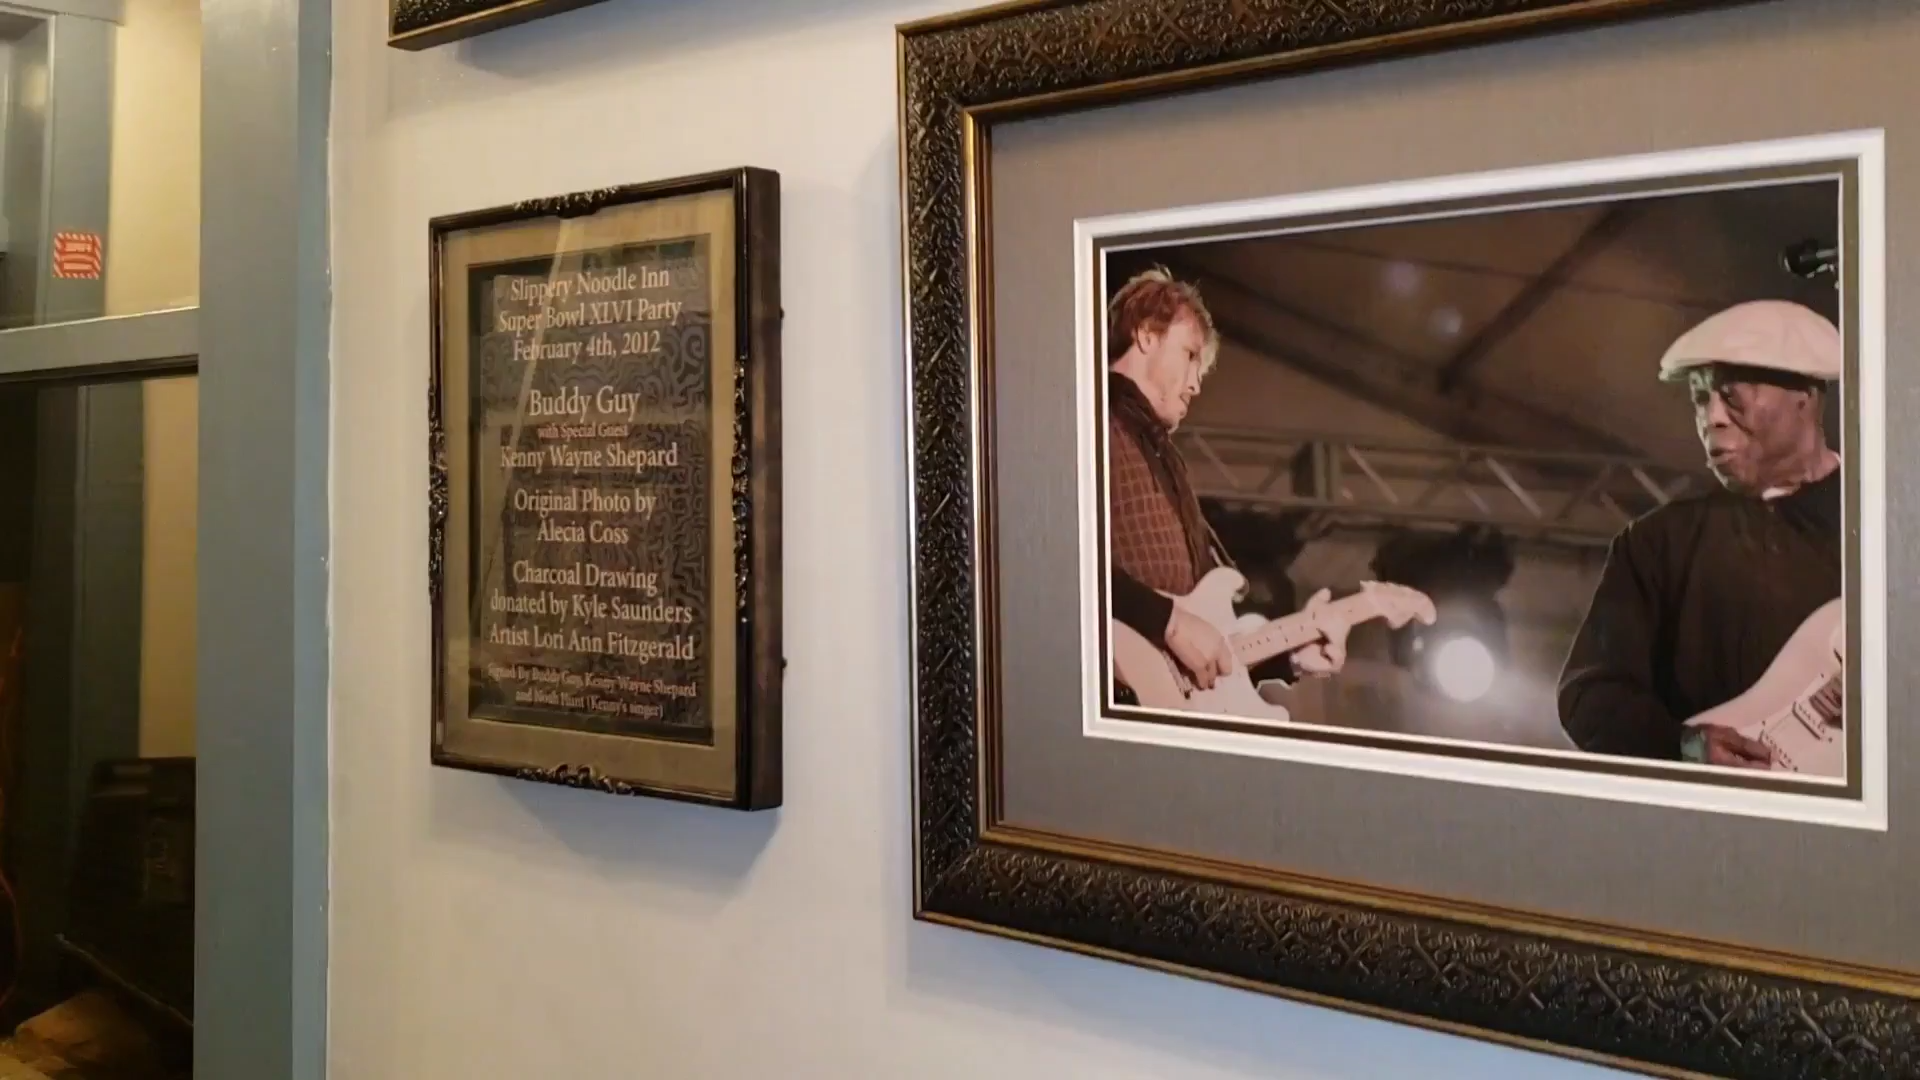 Slippery Noodle Inn
Super Bowl XLVI Party
February 4th, 2012
Buddy Guy
with Special Guest
Kenny Wayne Shepard
Original Photo by
Alecia Coss
Charcoal Drawing
donated by Kyle Saunders
Artist Lori Ann Fitzgerald
Signed By Buddy Guy, Kenny Wayne Shepard
and Noah Hunt (Kenny's singer)